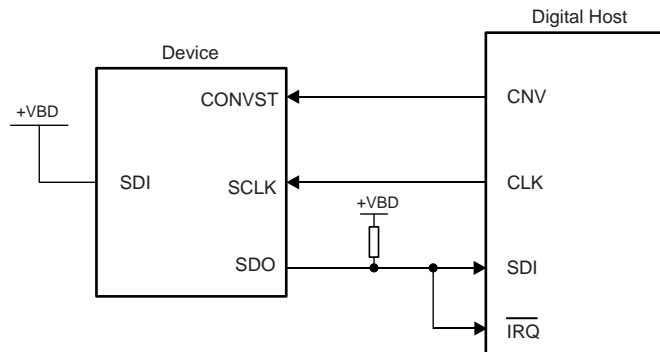 Digital Host
Device
+VBD
CONVST
CNV
SDI
SCLK
CLK
+VBD
SDO
SDI
IRQ